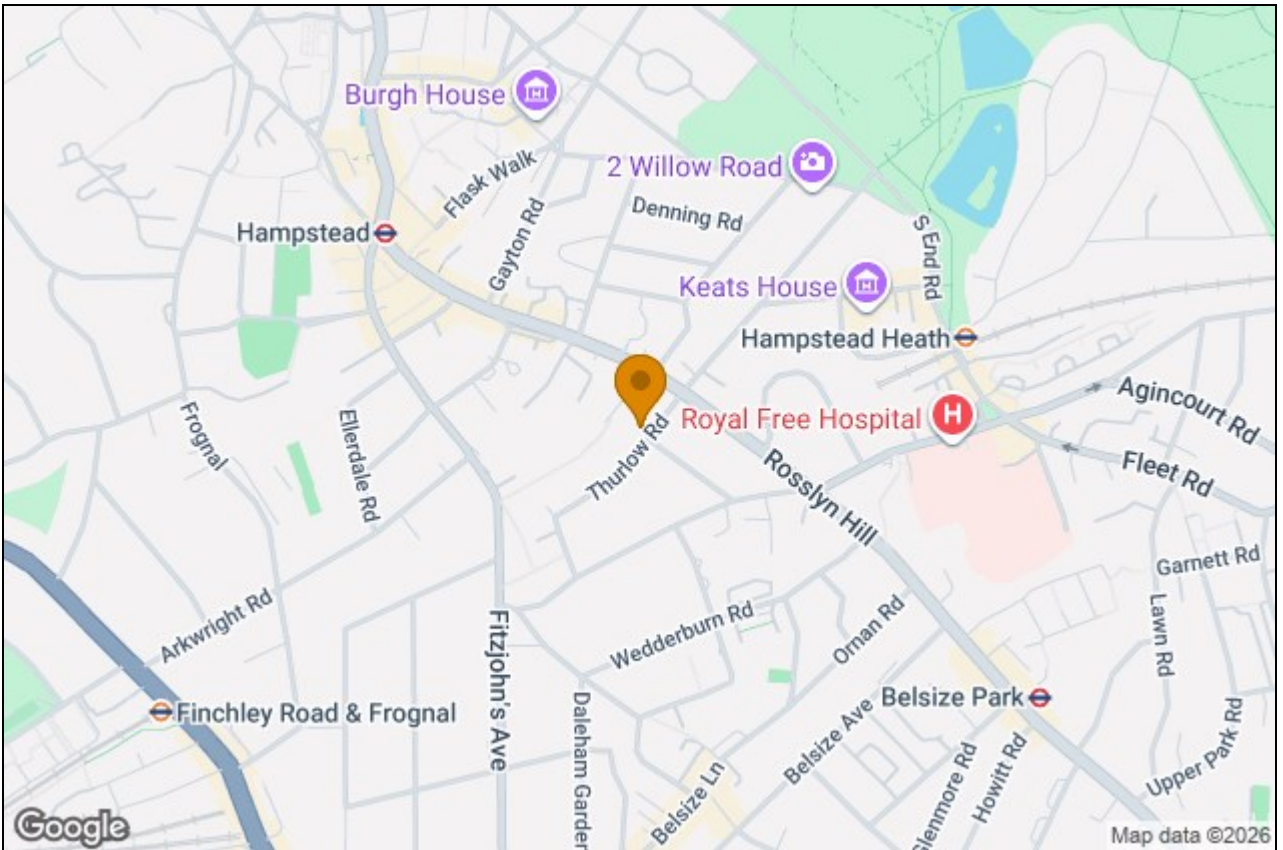 Burgh House
2 Willow Road
Flask Walk
Denning Rd
Gayton Rd
Hampstead
S End Rd
Keats House
Hampstead Heath
Agincourt Rd
Royal Free Hospital
H
Frognal
Ellerdale Rd
Thurlow Rd
Rosslyn Hill
Fleet Rd
Garnett Rd
Arkwright Rd
Fitzjohn's Ave
Wedderburn Rd
Ornan Rd
Lawn Rd
Finchley Road & Frognal
Daleham Garden
Belsize Park
Belsize Ave
Belsize Ln
Glenmore Rd
Howitt Rd
Upper Park Rd
Google
Map data ©2026